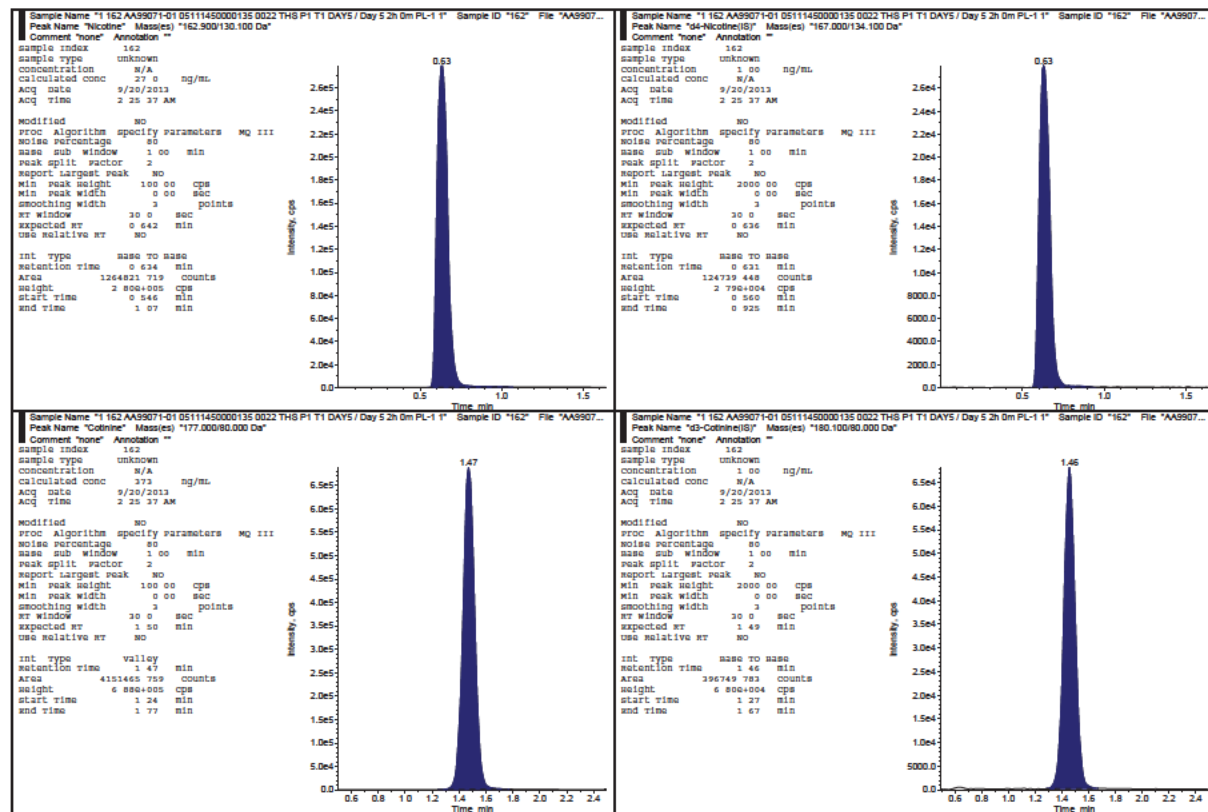 Sample Name "1 162 AA99071-01 05111450000135 0022 THS P1 T1 DAY5 / Day 5 2h 0m PL-1 1" Sample ID "162" File "AA9907...
Peak Name "Nicotine" Mass(es) "162.900/130.100 Da"
Comment "none" Annotation ""
Sample Index 162
Sample Type Unknown
Concentration N/A
Calculated Conc 27 0 ng/mL
Acq Date 9/20/2013
Acq Time 2 25 37 AM
Modified NO
Proc Algorithm Specify Parameters MQ III
Noise Percentage 80
Base Sub Window 1 00 min
Peak Split Factor 2
Report Largest Peak NO
Min Peak Height 100 00 cps
Min Peak Width 0 00 sec
Smoothing Width 3 points
RT Window 30 0 sec
Expected RT 0 642 min
Use Relative RT NO
Int Type Base To Base
Retention Time 0 634 min
Area 1264821 719 counts
Height 2 80e+005 cps
Start Time 0 546 min
End Time 1 07 min
0.63
Intensity, cps
2.6e5
2.4e5
2.2e5
2.0e5
1.8e5
1.6e5
1.4e5
1.2e5
1.0e5
8.0e4
6.0e4
4.0e4
2.0e4
0.0
0.5 1.0 1.5
Time min
Sample Name "1 162 AA99071-01 05111450000135 0022 THS P1 T1 DAY5 / Day 5 2h 0m PL-1 1" Sample ID "162" File "AA9907...
Peak Name "d4-Nicotine(IS)" Mass(es) "167.000/134.100 Da"
Comment "none" Annotation ""
Sample Index 162
Sample Type Unknown
Concentration 1 00 ng/mL
Calculated Conc N/A
Acq Date 9/20/2013
Acq Time 2 25 37 AM
Modified NO
Proc Algorithm Specify Parameters MQ III
Noise Percentage 80
Base Sub Window 1 00 min
Peak Split Factor 2
Report Largest Peak NO
Min Peak Height 2000 00 cps
Min Peak Width 0 00 sec
Smoothing Width 3 points
RT Window 30 0 sec
Expected RT 0 636 min
Use Relative RT NO
Int Type Base To Base
Retention Time 0 631 min
Area 124739 448 counts
Height 2 79e+004 cps
Start Time 0 560 min
End Time 0 925 min
0.63
Intensity, cps
2.6e4
2.4e4
2.2e4
2.0e4
1.8e4
1.6e4
1.4e4
1.2e4
1.0e4
8000.0
6000.0
4000.0
2000.0
0.0
0.5 1.0 1.5
Time min
Sample Name "1 162 AA99071-01 05111450000135 0022 THS P1 T1 DAY5 / Day 5 2h 0m PL-1 1" Sample ID "162" File "AA9907...
Peak Name "Cotinine" Mass(es) "177.000/80.000 Da"
Comment "none" Annotation ""
Sample Index 162
Sample Type Unknown
Concentration N/A
Calculated Conc 373 ng/mL
Acq Date 9/20/2013
Acq Time 2 25 37 AM
Modified NO
Proc Algorithm Specify Parameters MQ III
Noise Percentage 80
Base Sub Window 1 00 min
Peak Split Factor 2
Report Largest Peak NO
Min Peak Height 100 00 cps
Min Peak Width 0 00 sec
Smoothing Width 3 points
RT Window 30 0 sec
Expected RT 1 50 min
Use Relative RT NO
Int Type Valley
Retention Time 1 47 min
Area 4151465 759 counts
Height 6 88e+005 cps
Start Time 1 24 min
End Time 1 77 min
1.47
Intensity, cps
6.5e5
6.0e5
5.5e5
5.0e5
4.5e5
4.0e5
3.5e5
3.0e5
2.5e5
2.0e5
1.5e5
1.0e5
5.0e4
0.0
0.6 0.8 1.0 1.2 1.4 1.6 1.8 2.0 2.2 2.4
Time min
Sample Name "1 162 AA99071-01 05111450000135 0022 THS P1 T1 DAY5 / Day 5 2h 0m PL-1 1" Sample ID "162" File "AA9907...
Peak Name "d3-Cotinine(IS)" Mass(es) "180.100/80.000 Da"
Comment "none" Annotation ""
Sample Index 162
Sample Type Unknown
Concentration 1 00 ng/mL
Calculated Conc N/A
Acq Date 9/20/2013
Acq Time 2 25 37 AM
Modified NO
Proc Algorithm Specify Parameters MQ III
Noise Percentage 80
Base Sub Window 1 00 min
Peak Split Factor 2
Report Largest Peak NO
Min Peak Height 2000 00 cps
Min Peak Width 0 00 sec
Smoothing Width 3 points
RT Window 30 0 sec
Expected RT 1 49 min
Use Relative RT NO
Int Type Base To Base
Retention Time 1 46 min
Area 396749 783 counts
Height 6 80e+004 cps
Start Time 1 27 min
End Time 1 67 min
1.46
Intensity, cps
6.5e4
6.0e4
5.5e4
5.0e4
4.5e4
4.0e4
3.5e4
3.0e4
2.5e4
2.0e4
1.5e4
1.0e4
5000.0
0.0
0.6 0.8 1.0 1.2 1.4 1.6 1.8 2.0 2.2 2.4
Time min